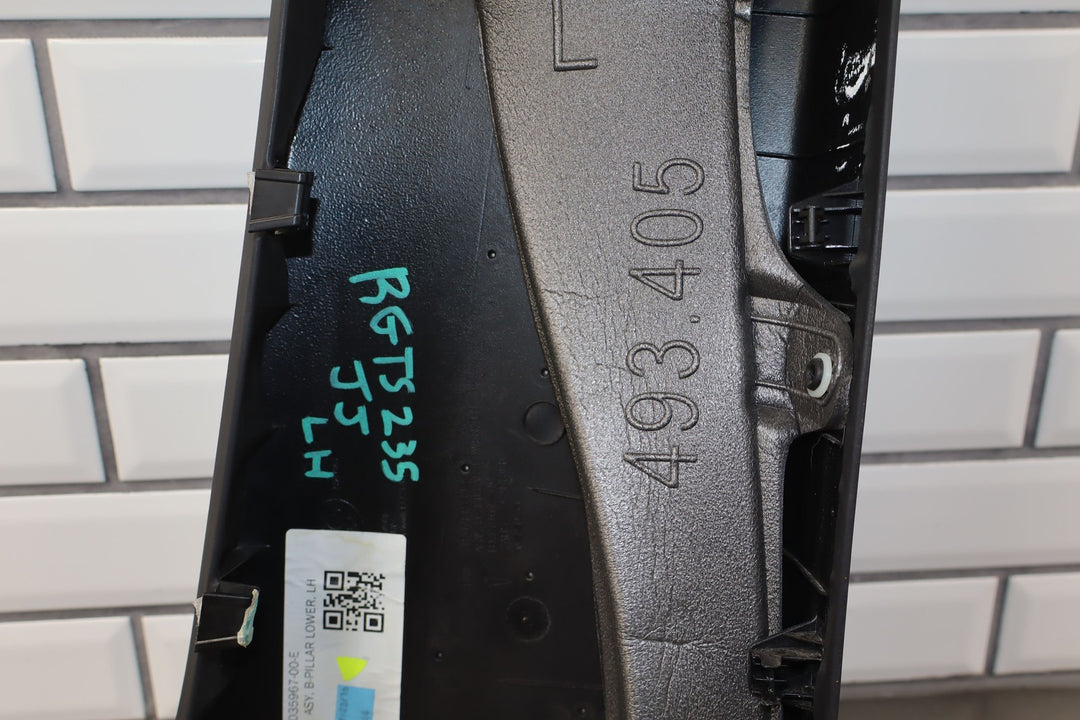 L
493.405
RGTS235
J5
LH
035967-00-E
ASY, B-PILLAR LOWER, LH